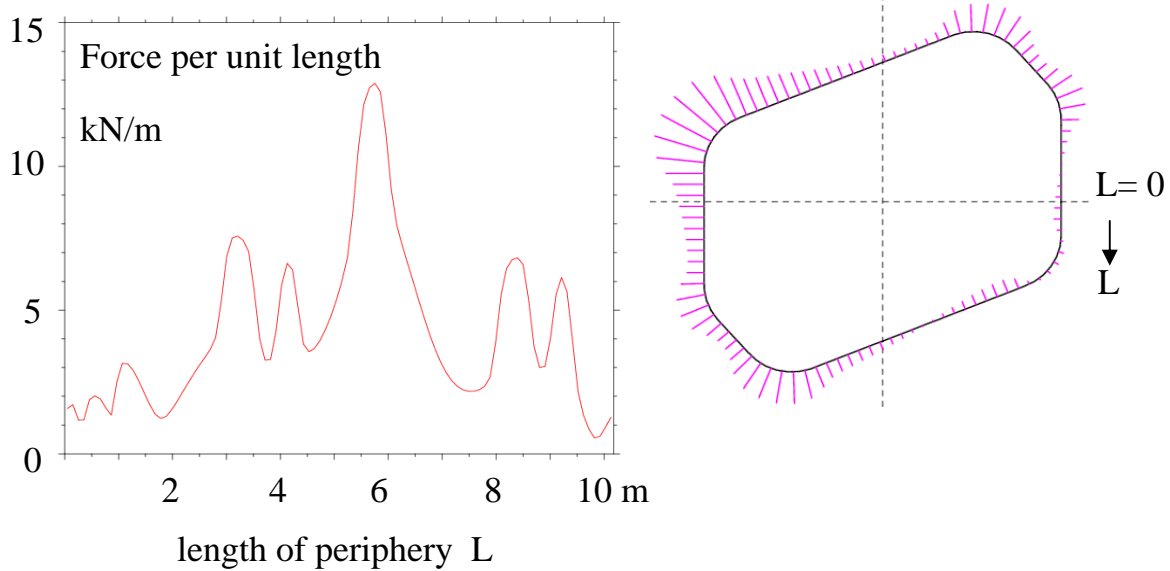 15
Force per unit length
kN/m
10
5
0
2 4 6 8 10 m
length of periphery L
L= 0
L